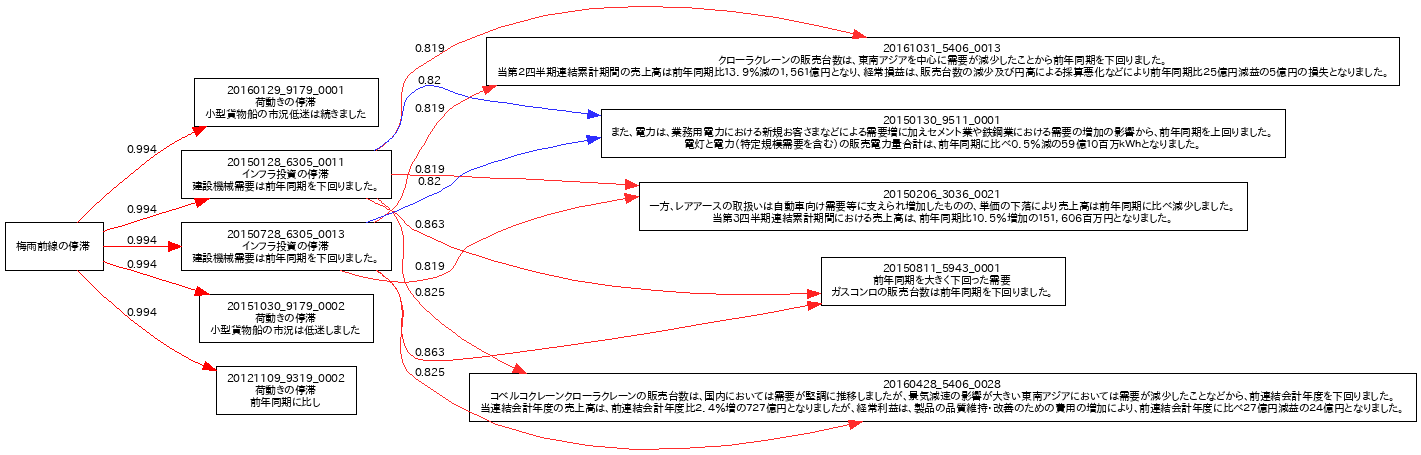 梅雨前線の停滞
0.994
0.994
0.994
0.994
0.994
20160129_9179_0001
荷動きの停滞
小型貨物船の市況低迷は続きました
20150128_6305_0011
インフラ投資の停滞
建設機械需要は前年同期を下回りました。
20150728_6305_0013
インフラ投資の停滞
建設機械需要は前年同期を下回りました。
20151030_9179_0002
荷動きの停滞
小型貨物船の市況は低迷しました
20121109_9319_0002
荷動きの停滞
前年同期に比し
0.819
0.82
0.819
0.819
0.82
0.863
0.819
0.825
0.863
0.825
20161031_5406_0013
クローラクレーンの販売台数は、東南アジアを中心に需要が減少したことから前年同期を下回りました。
当第2四半期連結累計期間の売上高は前年同期比13.9%減の1,561億円となり、経常損益は、販売台数の減少及び円高による採算悪化などにより前年同期比25億円減益の5億円の損失となりました。
20150130_9511_0001
また、電力は、業務用電力における新規お客さまなどによる需要増に加えセメント業や鉄鋼業における需要の増加の影響から、前年同期を上回りました。
電灯と電力(特定規模需要を含む)の販売電力量合計は、前年同期に比べ0.5%減の59億10百万kWhとなりました。
20150206_3036_0021
一方、レアアースの取扱いは自動車向け需要等に支えられ増加したものの、単価の下落により売上高は前年同期に比べ減少しました。
当第3四半期連結累計期間における売上高は、前年同期比10.5%増加の151,606百万円となりました。
20150811_5943_0001
前年同期を大きく下回った需要
ガスコンロの販売台数は前年同期を下回りました。
20160428_5406_0028
コベルコクレーンクローラクレーンの販売台数は、国内においては需要が堅調に推移しましたが、景気減速の影響が大きい東南アジアにおいては需要が減少したことなどから、前連結会計年度を下回りました。
当連結会計年度の売上高は、前連結会計年度比2.4%増の727億円となりましたが、経常利益は、製品の品質維持・改善のための費用の増加により、前連結会計年度に比べ27億円減益の24億円となりました。